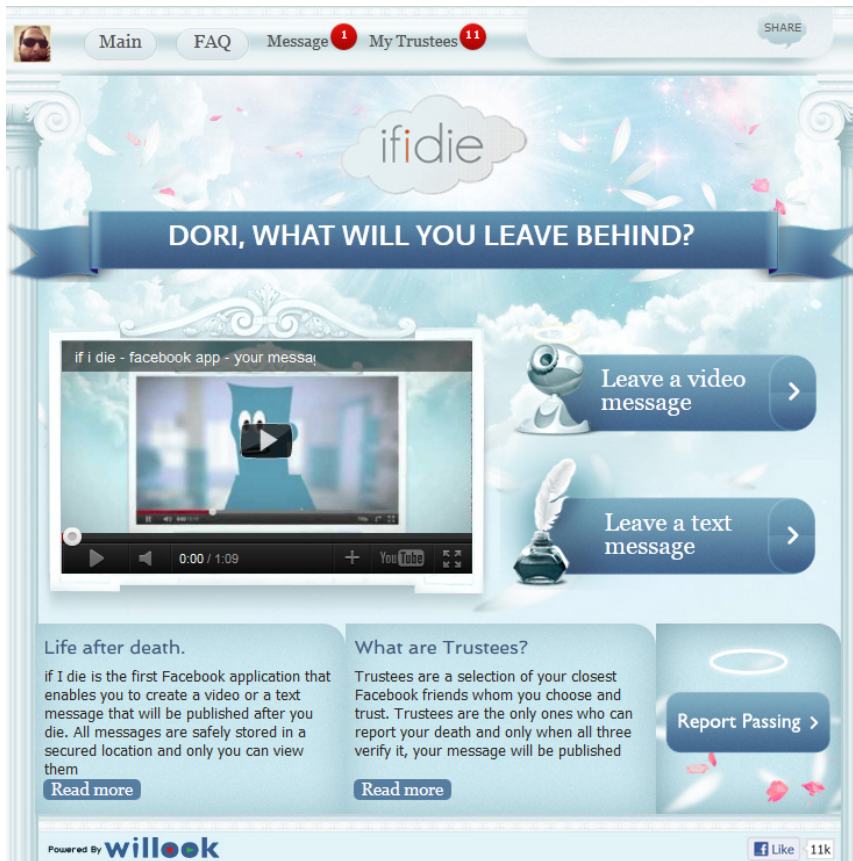 Main
FAQ
Message 1
My Trustees 11
SHARE
ifidie
DORI, WHAT WILL YOU LEAVE BEHIND?
if i die - facebook app - your messag
0:00 / 1:09
YouTube
Leave a video
message
Leave a text
message
Life after death.
if I die is the first Facebook application that
enables you to create a video or a text
message that will be published after you
die. All messages are safely stored in a
secured location and only you can view
them
Read more
What are Trustees?
Trustees are a selection of your closest
Facebook friends whom you choose and
trust. Trustees are the only ones who can
report your death and only when all three
verify it, your message will be published
Read more
Report Passing >
Powered By willook
f Like 11k